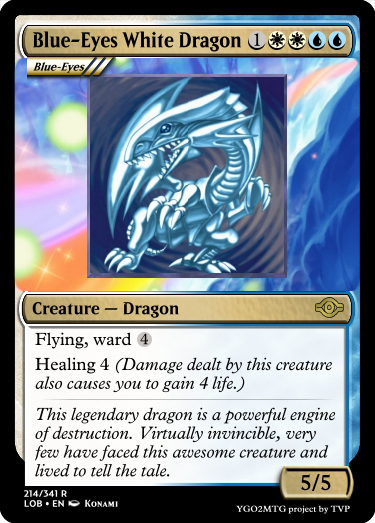 Blue-Eyes White Dragon 1
Blue-Eyes
Creature — Dragon
Flying, ward 4
Healing 4 (Damage dealt by this creature
also causes you to gain 4 life.)
This legendary dragon is a powerful engine
of destruction. Virtually invincible, very
few have faced this awesome creature and
lived to tell the tale.
5/5
214/341 R
LOB • EN Konami
YGO2MTG project by TVP